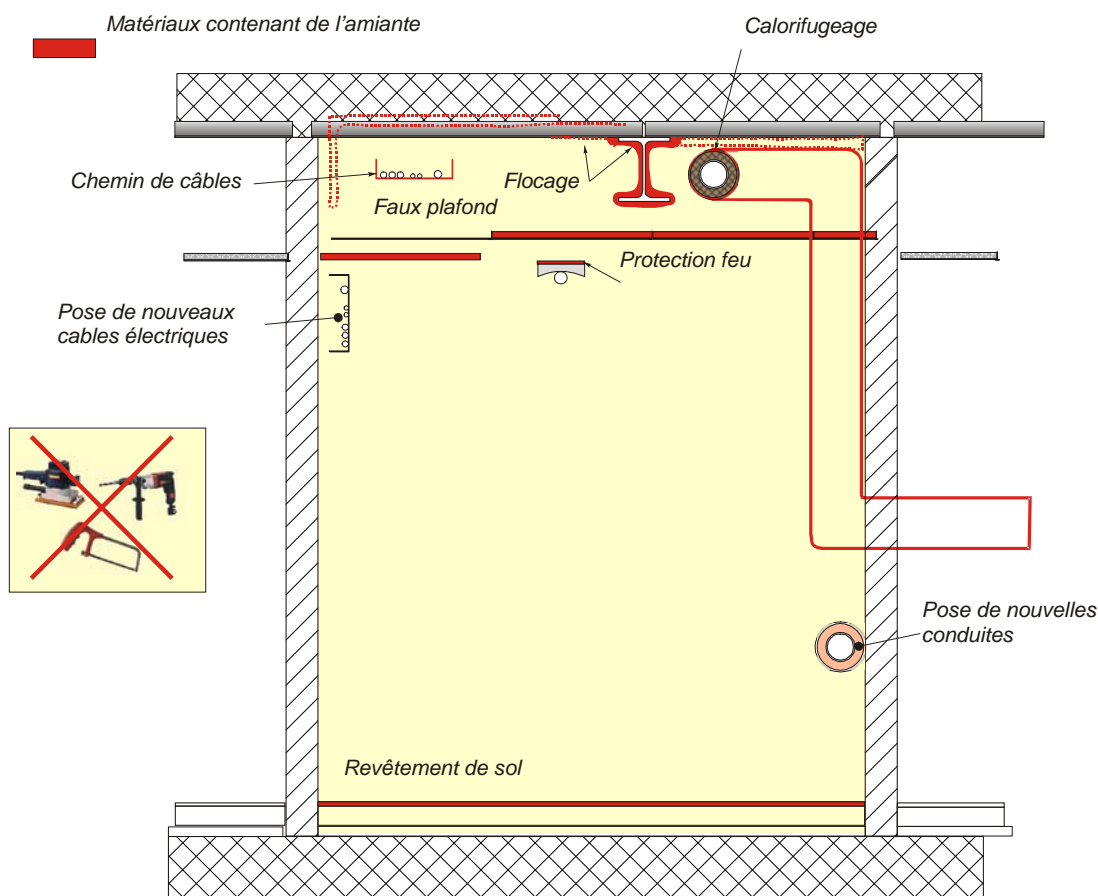 Matériaux contenant de l'amiante
Calorifugeage
Chemin de câbles
Flocage
Faux plafond
Protection feu
Pose de nouveaux
cables électriques
Pose de nouvelles
conduites
Revêtement de sol